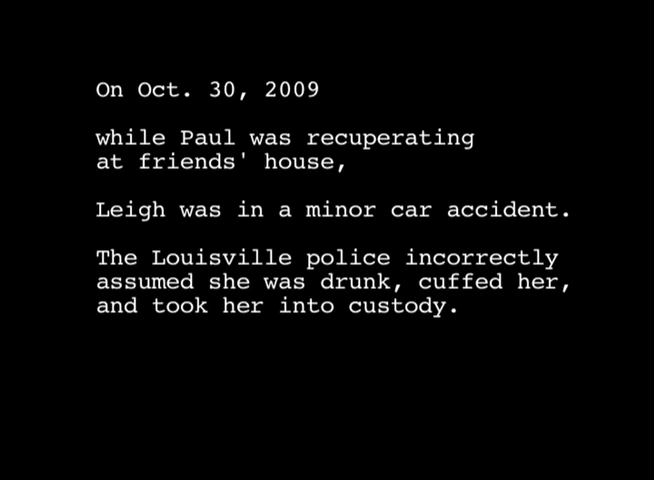 On Oct. 30, 2009
while Paul was recuperating
at friends' house,
Leigh was in a minor car accident.
The Louisville police incorrectly
assumed she was drunk, cuffed her,
and took her into custody.